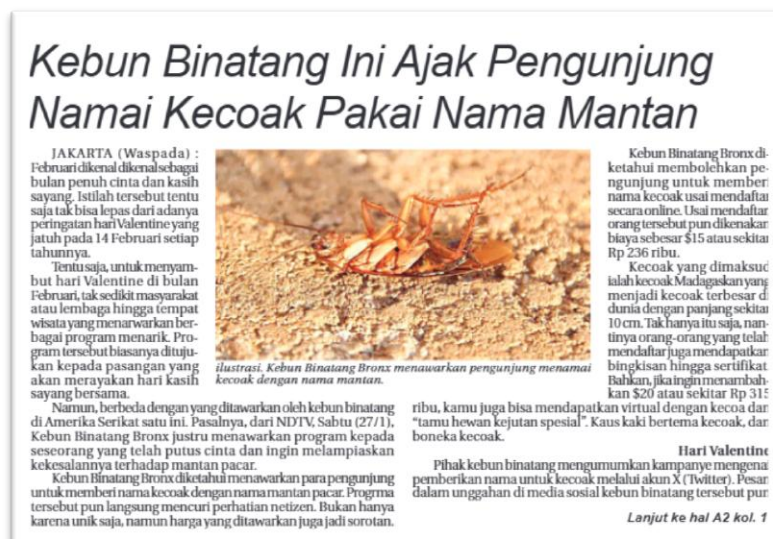 Kebun Binatang Ini Ajak Pengunjung
Namai Kecoak Pakai Nama Mantan
JAKARTA (Waspada) :
Februari dikenal dikenal sebagai
bulan penuh cinta dan kasih
sayang. Istilah tersebut tentu
saja tak bisa lepas dari adanya
peringatan hari Valentine yang
jatuh pada 14 Februari setiap
tahunnya.
Tentu saja, untuk menyam-
but hari Valentine di bulan
Februari, tak sedikit masyarakat
atau lembaga hingga tempat
wisata yang menarwarkan ber-
bagai program menarik. Pro-
gram tersebut biasanya dituju-
kan kepada pasangan yang
akan merayakan hari kasih
sayang bersama.
ilustrasi. Kebun Binatang Bronx menawarkan pengunjung menamai
kecoak dengan nama mantan.
Namun, berbeda dengan yang ditawarkan oleh kebun binatang
di Amerika Serikat satu ini. Pasalnya, dari NDTV, Sabtu (27/1),
Kebun Binatang Bronx justru menawarkan program kepada
seseorang yang telah putus cinta dan ingin melampiaskan
kekesalannya terhadap mantan pacar.
Kebun Binatang Bronx diketahui menawarkan para pengunjung
untuk memberi nama kecoak dengan nama mantan pacar. Progrma
tersebut pun langsung mencuri perhatian netizen. Bukan hanya
karena unik saja, namun harga yang ditawarkan juga jadi sorotan.
Kebun Binatang Bronx di-
ketahui membolehkan pe-
ngunjung untuk memberi
nama kecoak usai mendaftar
secara online. Usai mendaftar
orang tersebut pun dikenakan
biaya sebesar $15 atau sekitar
Rp 236 ribu.
Kecoak yang dimaksud
ialah kecoak Madagaskan yang
menjadi kecoak terbesar di
dunia dengan panjang sekitar
10 cm. Tak hanya itu saja, nan-
tinya orang-orang yang telah
mendaftar juga mendapatkan
bingkisan hingga sertifikat.
Bahkan, jika ingin menambah-
kan $20 atau sekitar Rp 315
ribu, kamu juga bisa mendapatkan virtual dengan kecoa dan
“tamu hewan kejutan spesial”. Kaus kaki bertema kecoak, dan
boneka kecoak.
Hari Valentine
Pihak kebun binatang mengumumkan kampanye mengenai
pemberikan nama untuk kecoak melalui akun X (Twitter). Pesan
dalam unggahan di media sosial kebun binatang tersebut pun
Lanjut ke hal A2 kol. 1